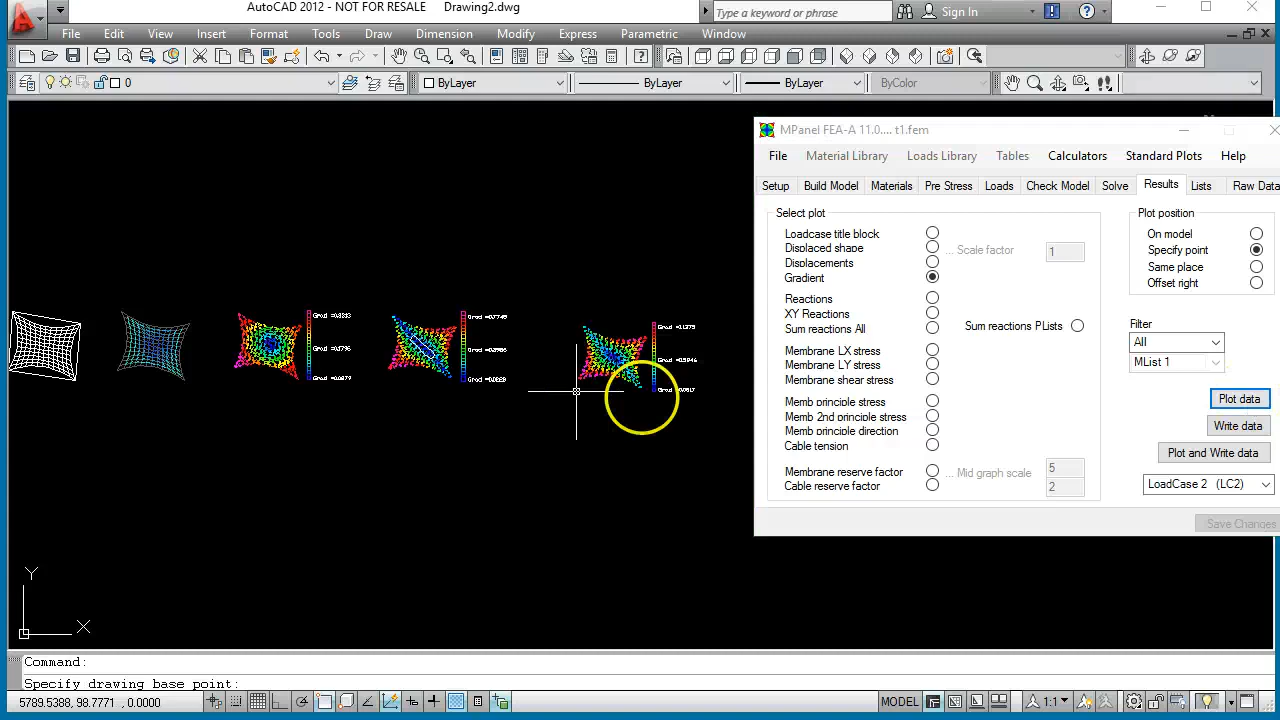 AutoCAD 2012 - NOT FOR RESALE Drawing2.dwg
Type a keyword or phrase
Sign In
File Edit View Insert Format Tools Draw Dimension Modify Express Parametric Window
0
ByLayer
ByLayer
ByLayer
ByColor
MPanel FEA-A 11.0.... t1.fem
File Material Library Loads Library Tables Calculators Standard Plots Help
Setup Build Model Materials Pre Stress Loads Check Model Solve Results Lists Raw Data
Select plot
Loadcase title block
Displaced shape
Displacements
Gradient
... Scale factor 1
Reactions
XY Reactions
Sum reactions All
Sum reactions PLists
Membrane LX stress
Membrane LY stress
Membrane shear stress
Memb principle stress
Memb 2nd principle stress
Memb principle direction
Cable tension
Membrane reserve factor
Cable reserve factor
... Mid graph scale 5
2
Plot position
On model
Specify point
Same place
Offset right
Filter
All
MList 1
Plot data
Write data
Plot and Write data
LoadCase 2 (LC2)
Save Changes
Y
X
Command:
Specify drawing base point:
5789.5388, 98.7771 , 0.0000
MODEL
1:1